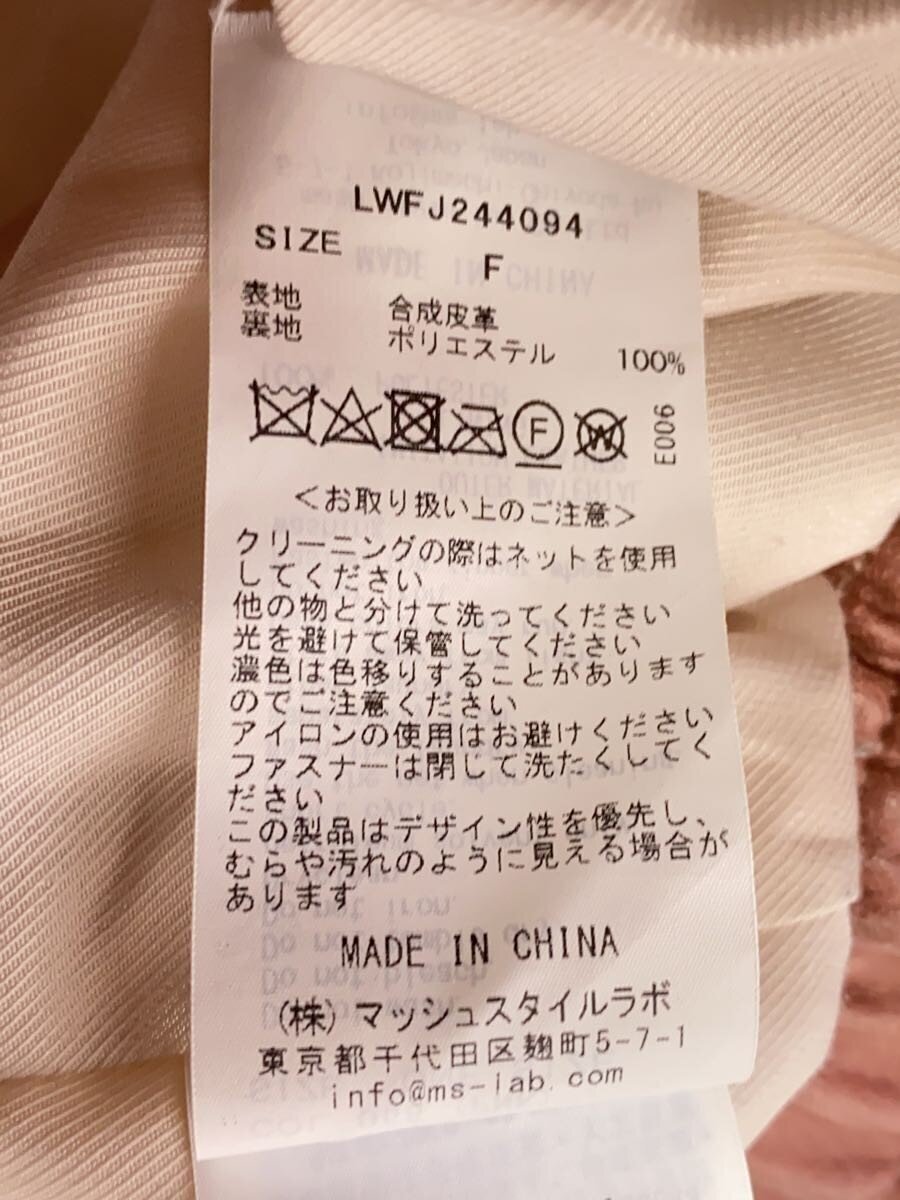 LWFJ244094
SIZE F
表地 合成皮革
裏地 ポリエステル 100%
F W E006
<お取り扱い上のご注意>
クリーニングの際はネットを使用
してください
他の物と分けて洗ってください
光を避けて保管してください
濃色は色移りすることがあります
のでご注意ください
アイロンの使用はお避けください
ファスナーは閉じて洗たくしてく
ださい
この製品はデザイン性を優先し、
むらや汚れのように見える場合が
あります
MADE IN CHINA
(株)マッシュスタイルラボ
東京都千代田区麹町5-7-1
info@ms-lab.com